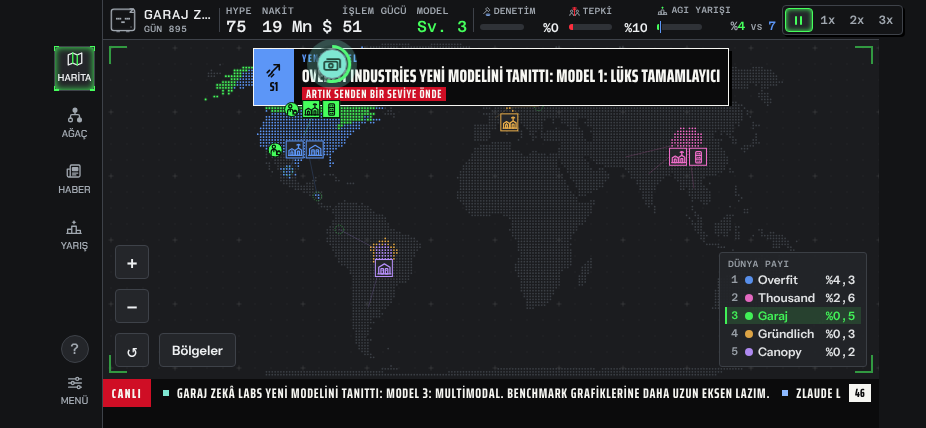 GARAJ Z...
GÜN 895
HYPE
75
NAKİT
19 Mn $
İŞLEM GÜCÜ
51
MODEL
Sv. 3
DENETİM
%0
TEPKİ
%10
AGI YARIŞI
%4 vs 7
1x
2x
3x
HARİTA
AĞAÇ
HABER
YARIŞ
?
MENÜ
S1
INDUSTRİES YENİ MODELİNİ TANITTI: MODEL 1: LÜKS TAMAMLAYICI
ARTIK SENDEN BİR SEVİYE ÖNDE
+
−
↺
Bölgeler
DÜNYA PAYI
1 Overfit %4,3
2 Thousand %2,6
3 Garaj %0,5
4 Gründlich %0,3
5 Canopy %0,2
CANLI
GARAJ ZEKÂ LABS YENİ MODELİNİ TANITTI: MODEL 3: MULTİMODAL. BENCHMARK GRAFİKLERİNE DAHA UZUN EKSEN LAZIM.
ZLAUDE L
46